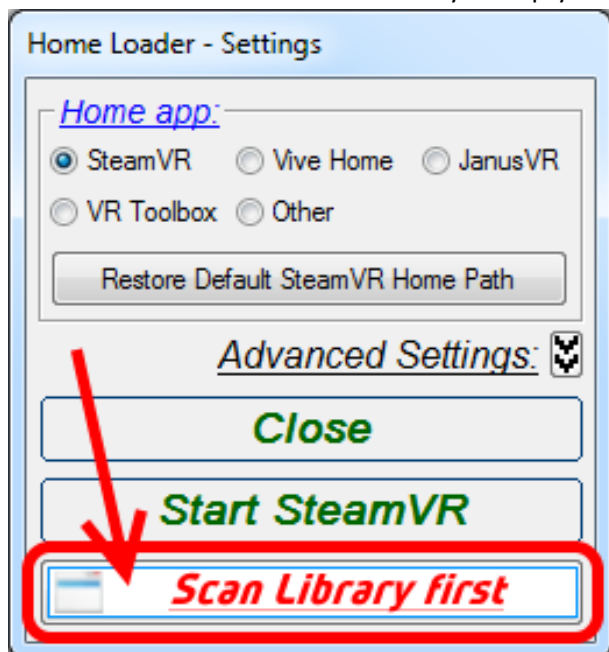 Home Loader - Settings
Home app:
SteamVR Vive Home JanusVR
VR Toolbox Other
Restore Default SteamVR Home Path
Advanced Settings:
Close
Start SteamVR
Scan Library first